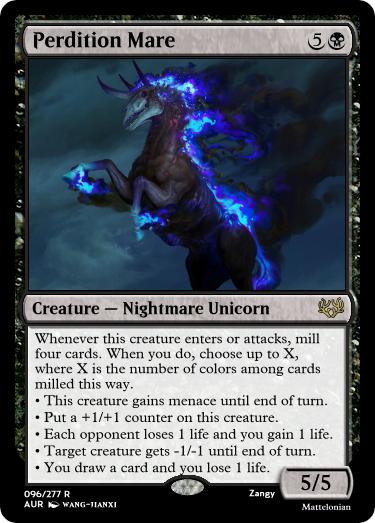 Perdition Mare 5
Creature — Nightmare Unicorn
Whenever this creature enters or attacks, mill
four cards. When you do, choose up to X,
where X is the number of colors among cards
milled this way.
• This creature gains menace until end of turn.
• Put a +1/+1 counter on this creature.
• Each opponent loses 1 life and you gain 1 life.
• Target creature gets -1/-1 until end of turn.
• You draw a card and you lose 1 life.
5/5
096/277 R
AUR WANG-JIANXI
Zangy
Mattelonian